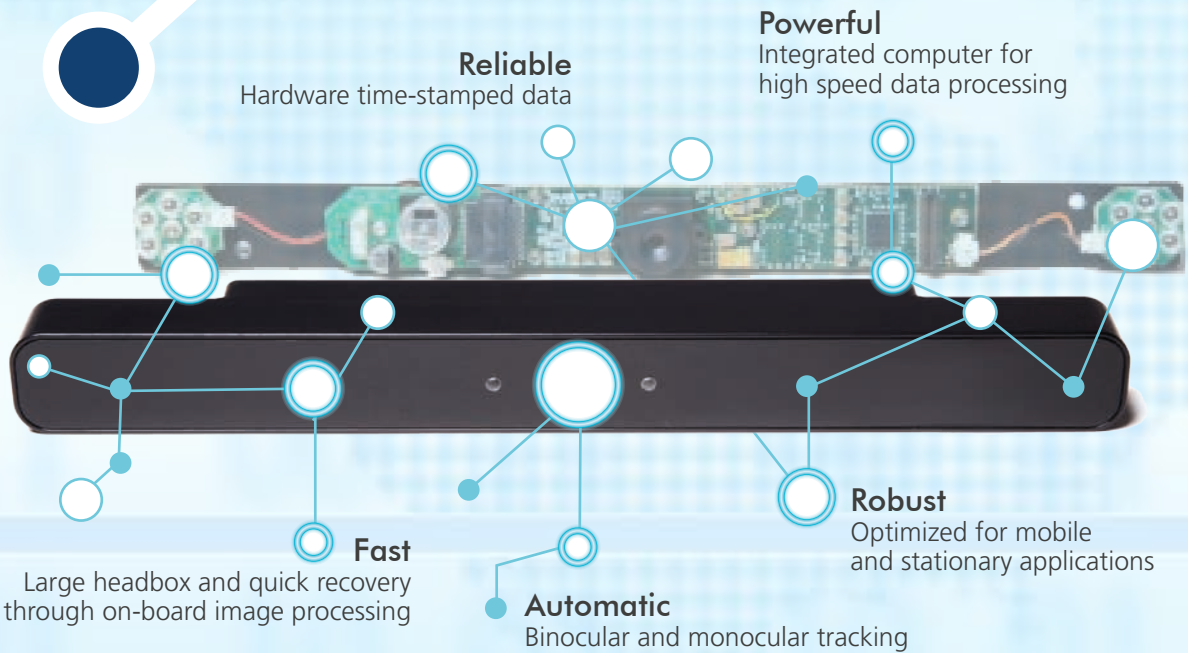 Powerful
Integrated computer for
high speed data processing
Reliable
Hardware time-stamped data
Robust
Optimized for mobile
and stationary applications
Fast
Large headbox and quick recovery
through on-board image processing
Automatic
Binocular and monocular tracking